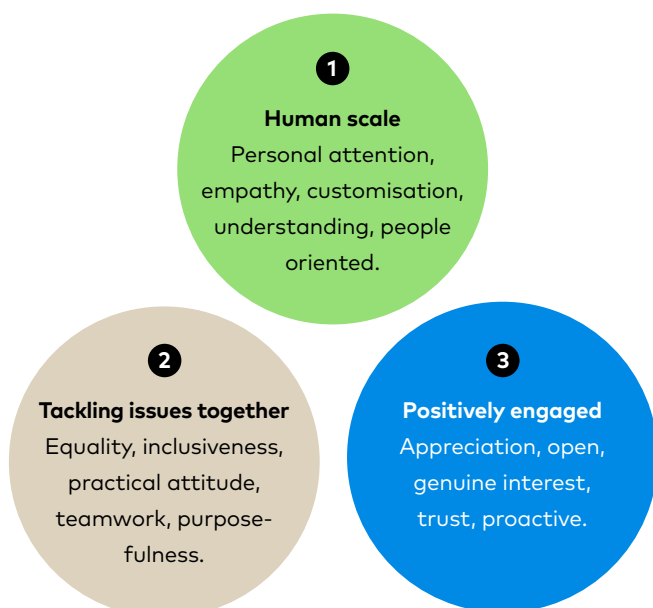 1
Human scale
Personal attention,
empathy, customisation,
understanding, people
oriented.
2
Tackling issues together
Equality, inclusiveness,
practical attitude,
teamwork, purpose-
fulness.
3
Positively engaged
Appreciation, open,
genuine interest,
trust, proactive.